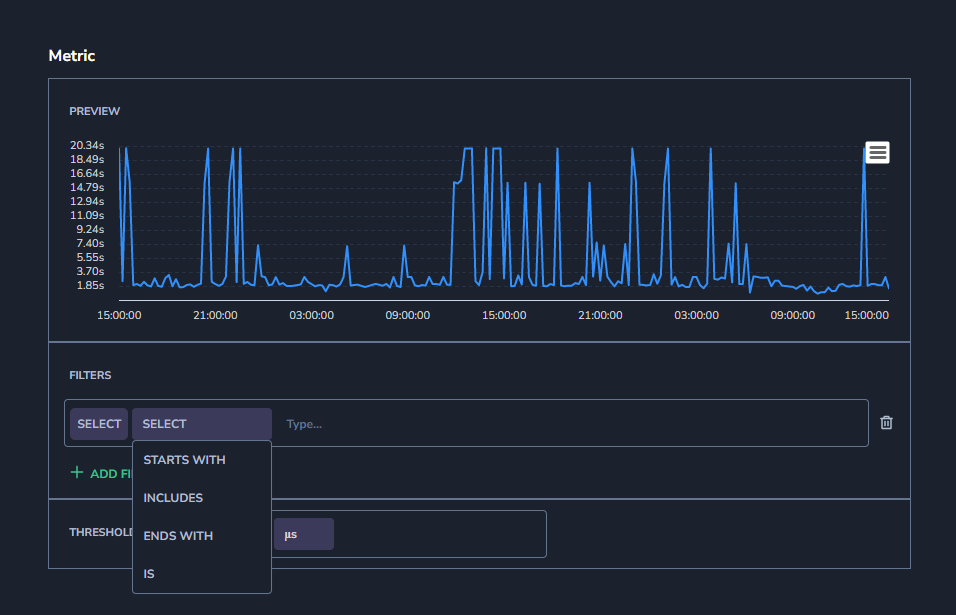 Metric
PREVIEW
20.34s
18.49s
16.64s
14.79s
12.94s
11.09s
9.24s
7.40s
5.55s
3.70s
1.85s
15:00:00 21:00:00 03:00:00 09:00:00 15:00:00 21:00:00 03:00:00 09:00:00 15:00:00
FILTERS
SELECT SELECT Type...
STARTS WITH
+ ADD FI
INCLUDES
THRESHOLD µs
ENDS WITH
IS